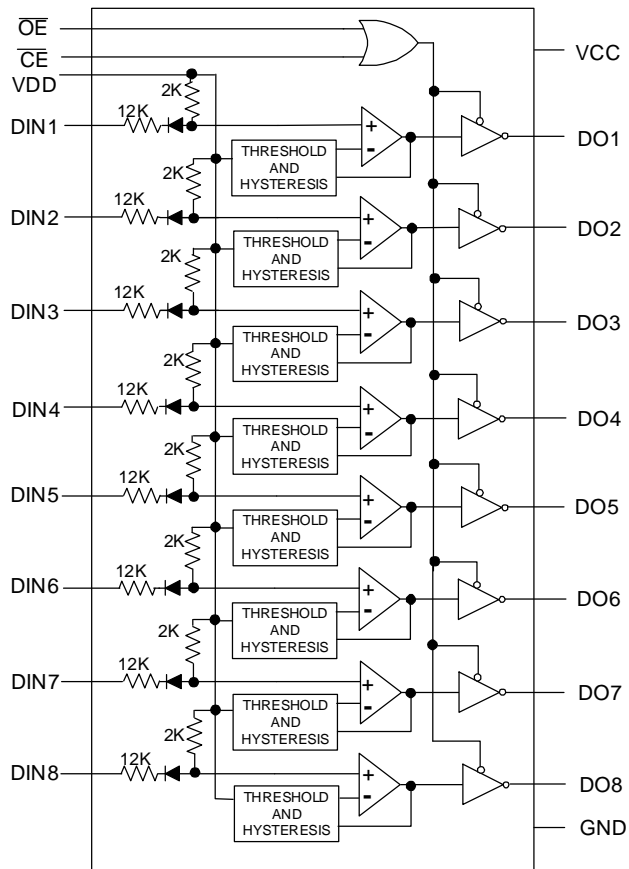 OE
CE
VDD
VCC
2K
12K
DIN1
THRESHOLD
AND
HYSTERESIS
+
-
DO1
2K
12K
DIN2
THRESHOLD
AND
HYSTERESIS
+
-
DO2
2K
12K
DIN3
THRESHOLD
AND
HYSTERESIS
+
-
DO3
2K
12K
DIN4
THRESHOLD
AND
HYSTERESIS
+
-
DO4
2K
12K
DIN5
THRESHOLD
AND
HYSTERESIS
+
-
DO5
2K
12K
DIN6
THRESHOLD
AND
HYSTERESIS
+
-
DO6
2K
12K
DIN7
THRESHOLD
AND
HYSTERESIS
+
-
DO7
2K
12K
DIN8
THRESHOLD
AND
HYSTERESIS
+
-
DO8
GND